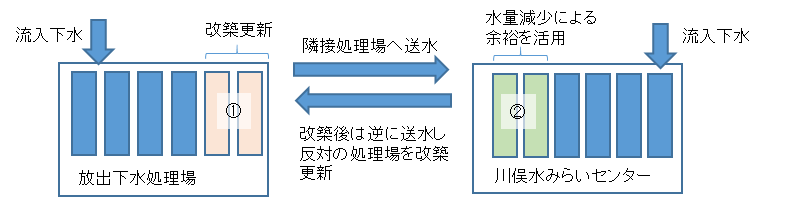 流入下水
改築更新
①
放出下水処理場
隣接処理場へ送水
改築後は逆に送水し
反対の処理場を改築
更新
水量減少による
余裕を活用
流入下水
②
川俣水みらいセンター